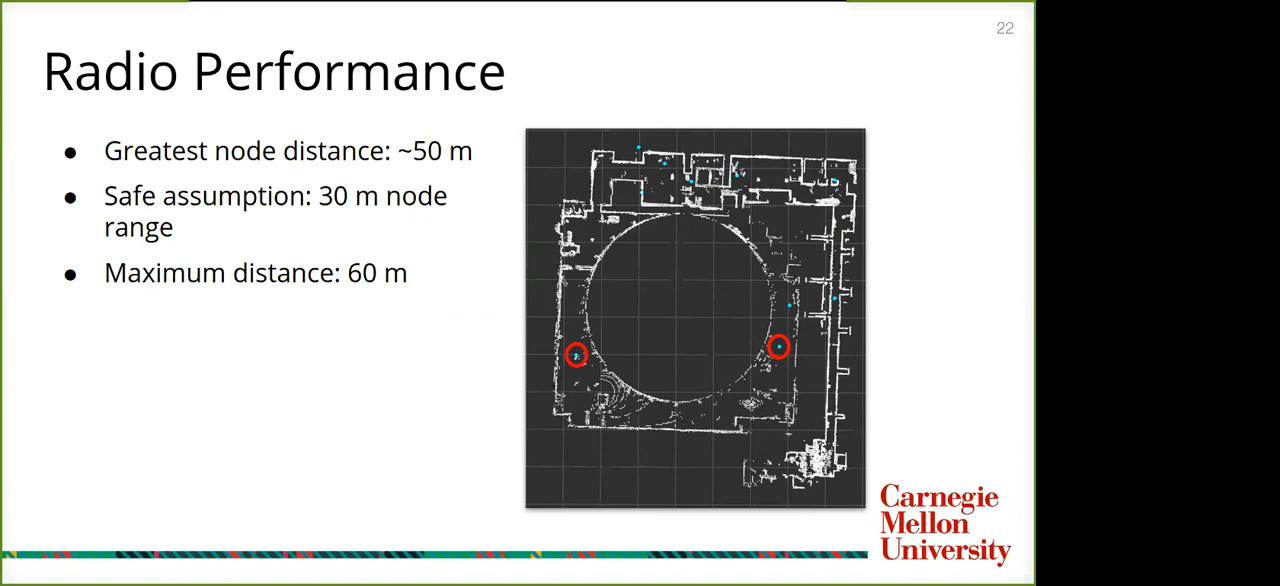 22
Radio Performance
● Greatest node distance: ~50 m
● Safe assumption: 30 m node
range
● Maximum distance: 60 m
Carnegie
Mellon
University